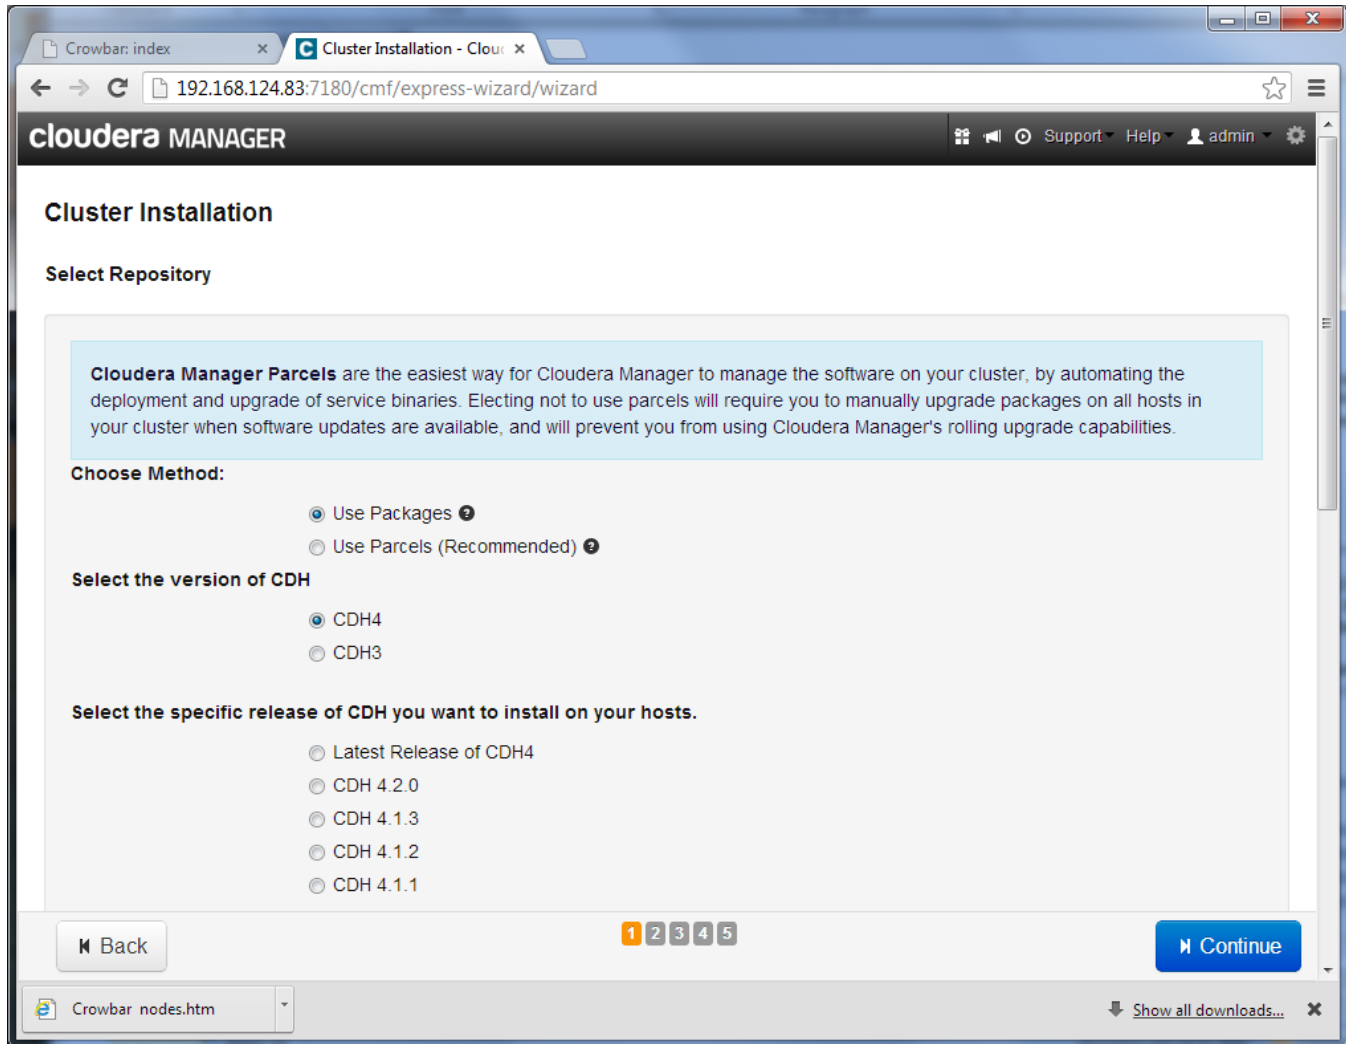 Crowbar: index
Cluster Installation - Clou
192.168.124.83:7180/cmf/express-wizard/wizard
cloudera MANAGER
Support
Help
admin
Cluster Installation
Select Repository
Cloudera Manager Parcels are the easiest way for Cloudera Manager to manage the software on your cluster, by automating the
deployment and upgrade of service binaries. Electing not to use parcels will require you to manually upgrade packages on all hosts in
your cluster when software updates are available, and will prevent you from using Cloudera Manager's rolling upgrade capabilities.
Choose Method:
Use Packages ?
Use Parcels (Recommended) ?
Select the version of CDH
CDH4
CDH3
Select the specific release of CDH you want to install on your hosts.
Latest Release of CDH4
CDH 4.2.0
CDH 4.1.3
CDH 4.1.2
CDH 4.1.1
Back
1 2 3 4 5
Continue
Crowbar nodes.htm
Show all downloads...